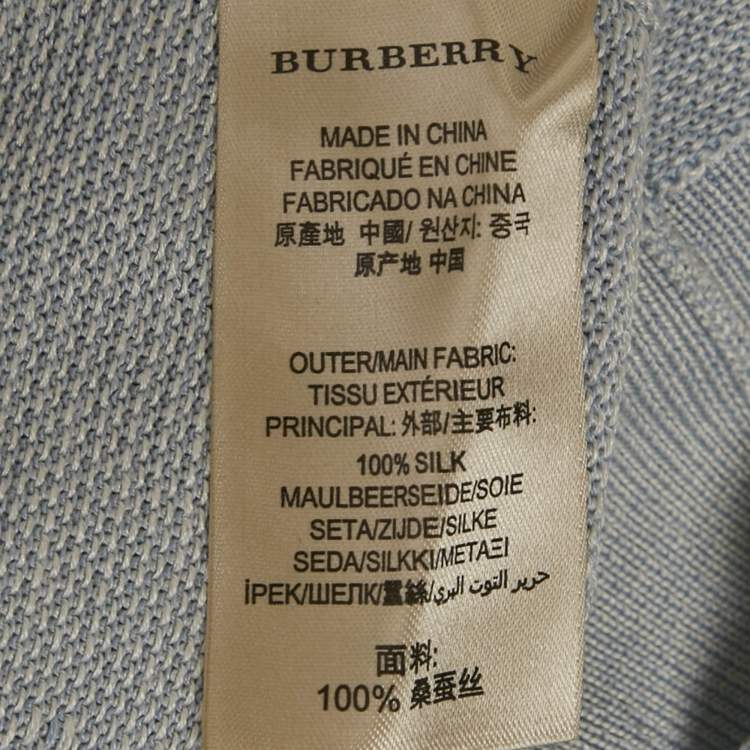 BURBERRY
MADE IN CHINA
FABRIQUÉ EN CHINE
FABRICADO NA CHINA
原產地 中國/ 원산지: 중국
原产地 中国
OUTER/MAIN FABRIC:
TISSU EXTÉRIEUR
PRINCIPAL: 外部/主要布料:
100% SILK
MAULBEERSEIDE/SOIE
SETA/ZIJDE/SILKE
SEDA/SILKKI/ΜΕΤΑΞΙ
İPEK/ШЕЛК/蠶絲/حرير التوت البري
面料:
100% 桑蚕丝